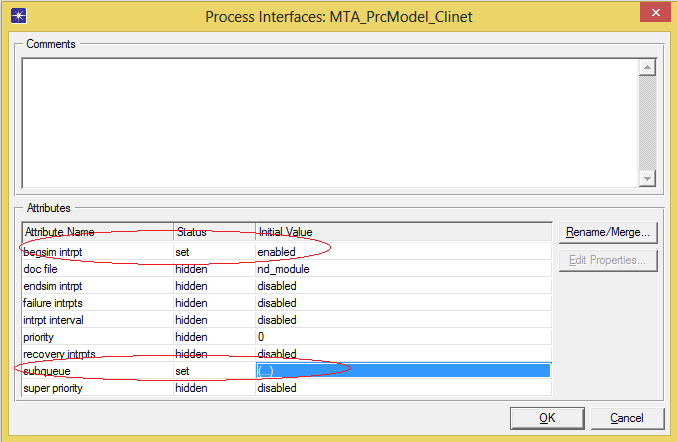 Process Interfaces: MTA_PrcModel_Clinet
Comments
Attributes
Attribute Name Status Initial Value
begsim intrpt set enabled
doc file hidden nd_module
endsim intrpt hidden disabled
failure intrpts hidden disabled
intrpt interval hidden disabled
priority hidden 0
recovery intrpts hidden disabled
subqueue set (...)
super priority hidden disabled
Rename/Merge...
Edit Properties...
OK Cancel